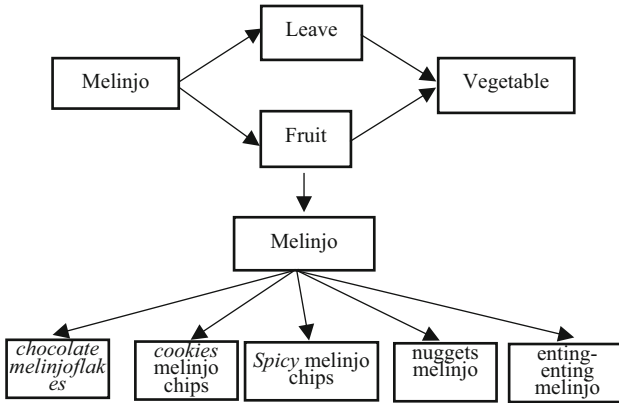 Leave
Melinjo
Vegetable
Fruit
Melinjo
chocolate
melinjoflak
es
cookies
melinjo
chips
Spicy melinjo
chips
nuggets
melinjo
enting-
enting
melinjo